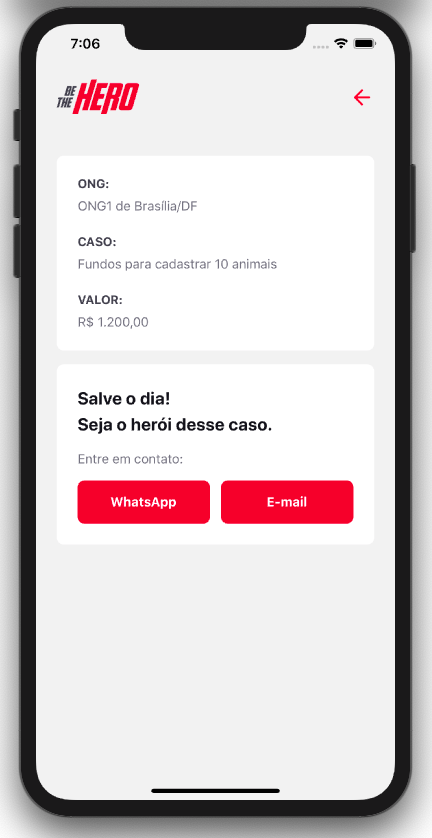 7:06
BE
THE HERO
ONG:
ONG1 de Brasília/DF
CASO:
Fundos para cadastrar 10 animais
VALOR:
R$ 1.200,00
Salve o dia!
Seja o herói desse caso.
Entre em contato:
WhatsApp E-mail